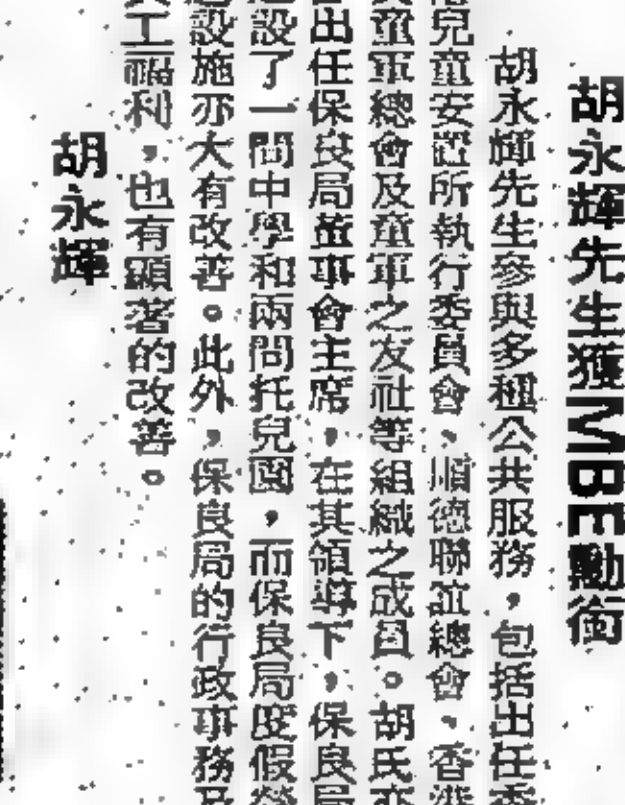 胡永輝先生獲MBE勳銜
胡永輝先生參與多種公共服務，包括出任委
兒童安置所執行委員會、順德聯誼總會、香港
童軍總會及童軍之友社等組織之成員。胡氏亦
出任保良局董事會主席，在其領導下，保良局
設了一間中學和兩間托兒園，而保良局度假營
設施亦大有改善。此外，保良局的行政事務及
員工福利，也有顯著的改善。
胡永輝